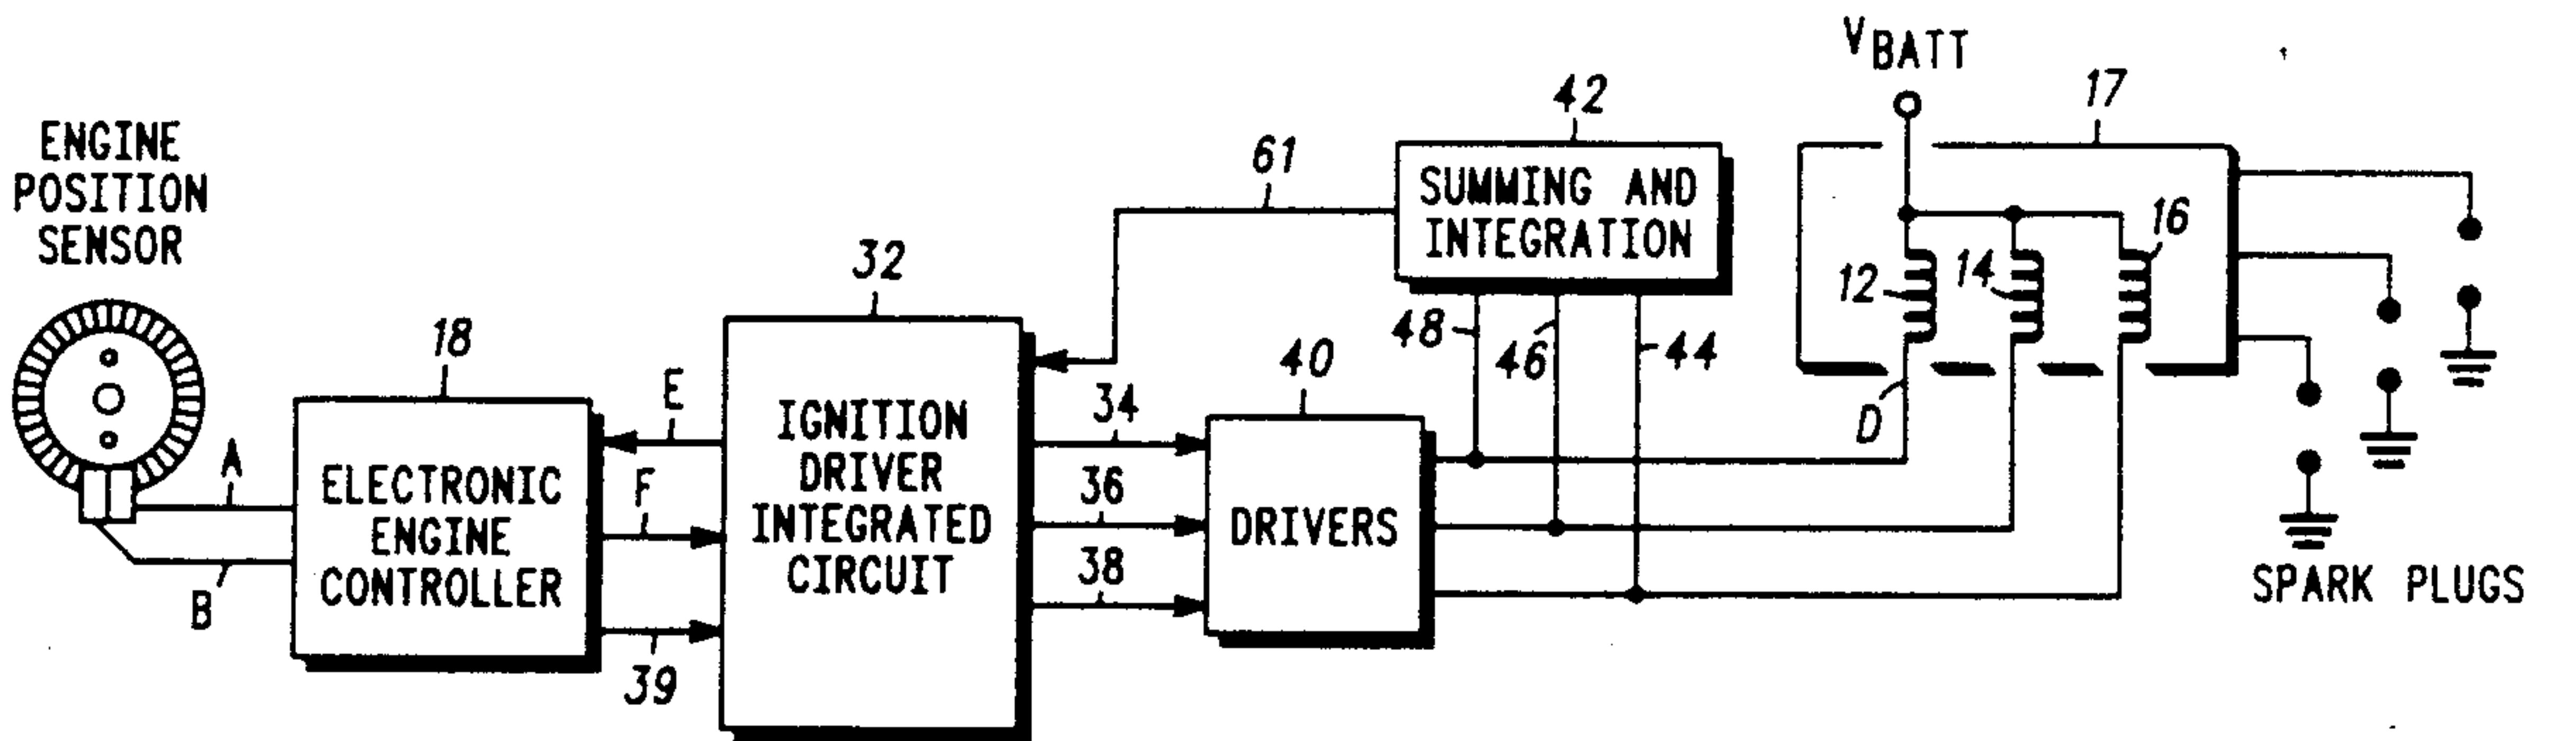 ENGINE
POSITION
SENSOR
A
B
18
ELECTRONIC
ENGINE
CONTROLLER
E
F
39
32
IGNITION
DRIVER
INTEGRATED
CIRCUIT
61
34
36
38
40
DRIVERS
42
SUMMING AND
INTEGRATION
48
46
44
VBATT
17
12
14
16
D
SPARK PLUGS